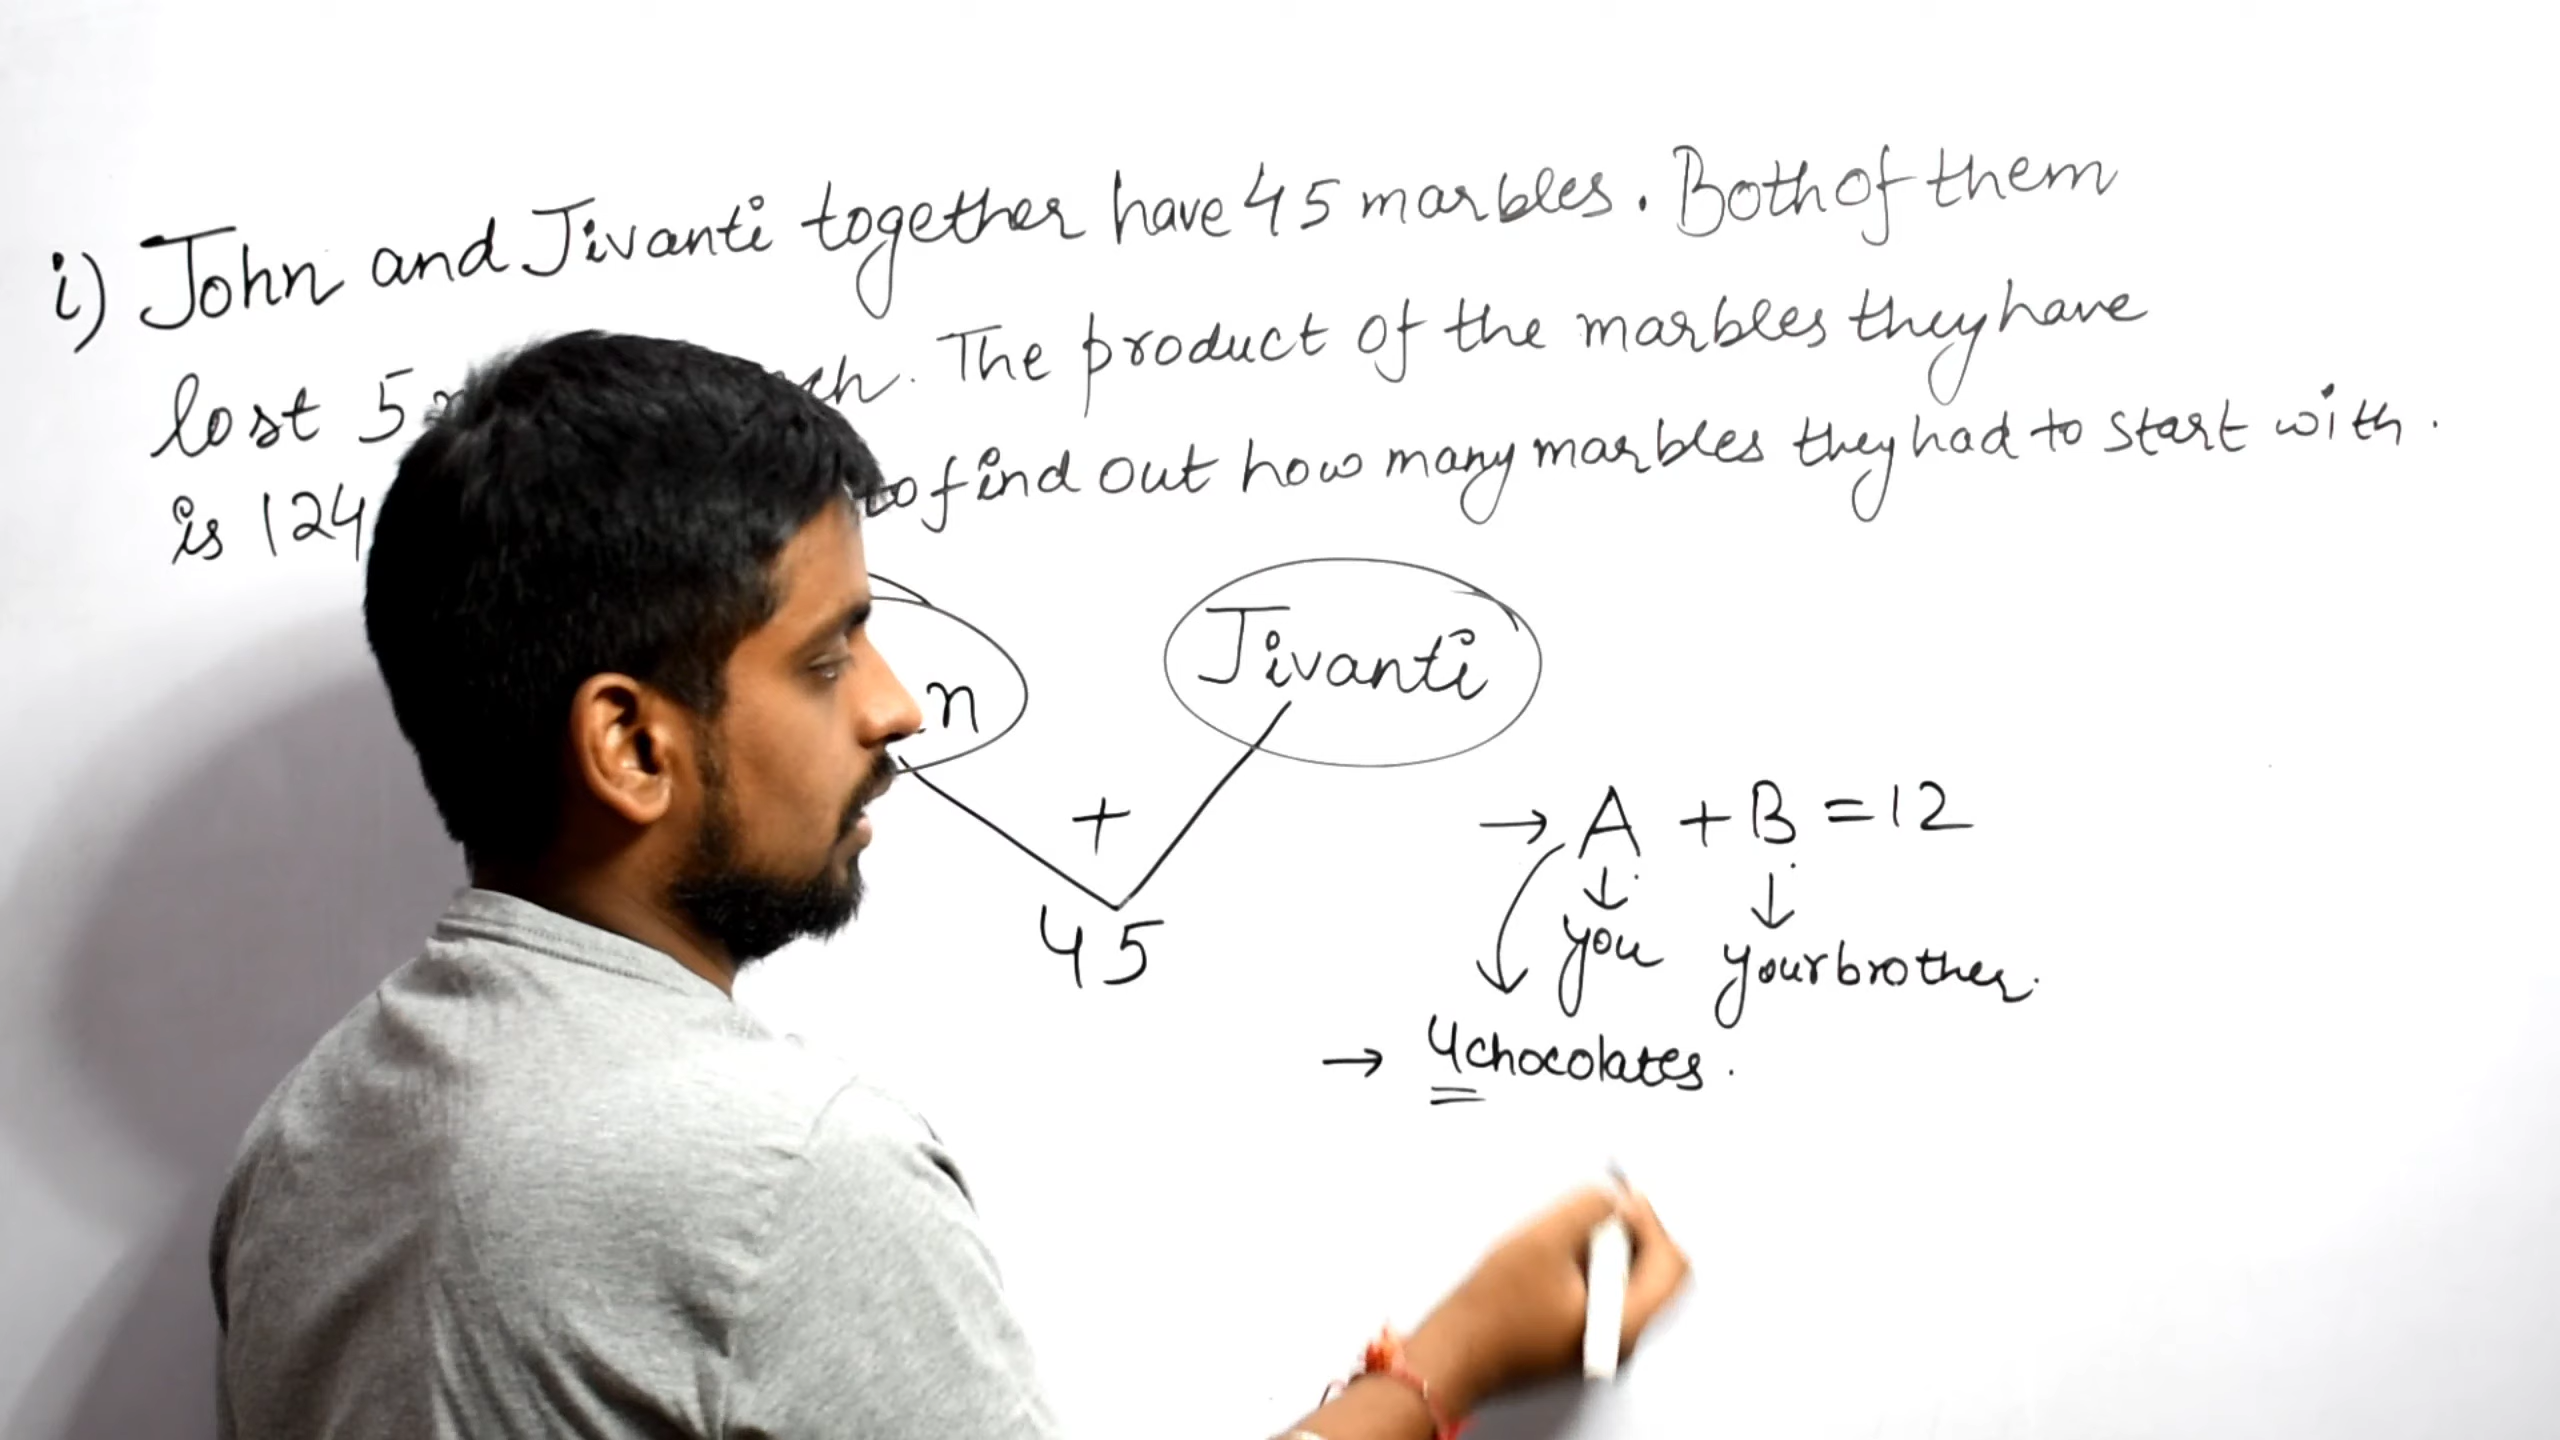 i) John and Jivanti together have 45 marbles. Both of them
lost 5 The product of the marbles they have
is 124 to find out how many marbles they had to start with.
Jivanti
+
45
→ A + B = 12
↓ ↓
you your brother.
→ 4 chocolates.